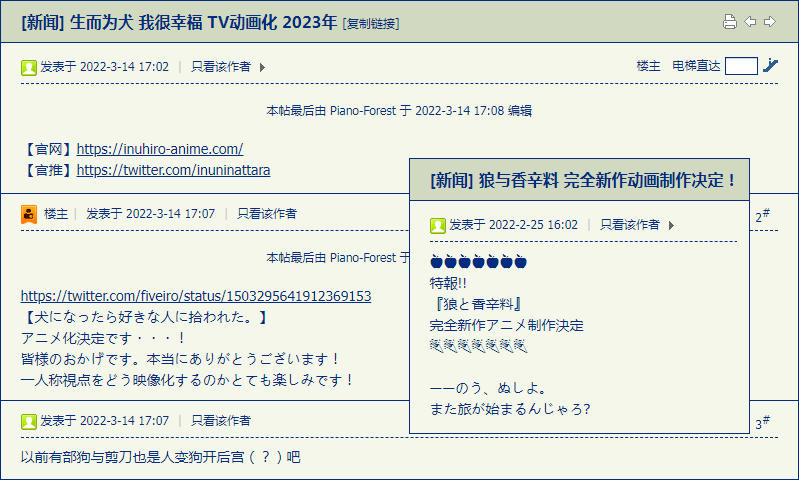 [新闻] 生而为犬 我很幸福 TV动画化 2023年 [复制链接]
发表于 2022-3-14 17:02 | 只看该作者
楼主 电梯直达
本帖最后由 Piano-Forest 于 2022-3-14 17:08 编辑
【官网】https://inuhiro-anime.com/
【官推】https://twitter.com/inuninattara
楼主 | 发表于 2022-3-14 17:07 | 只看该作者
2#
本帖最后由 Piano-Forest 于
https://twitter.com/fiveiro/status/1503295641912369153
【犬になったら好きな人に拾われた。】
アニメ化決定です・・・!
皆様のおかげです。本当にありがとうございます!
一人称視点をどう映像化するのかとても楽しみです!
发表于 2022-3-14 17:07 | 只看该作者
3#
以前有部狗与剪刀也是人变狗开后宫(?)吧
[新闻] 狼与香辛料 完全新作动画制作决定!
发表于 2022-2-25 16:02 | 只看该作者
🍎🍎🍎🍎🍎🍎🍎
特報!!
『狼と香辛料』
完全新作アニメ制作決定
——のう、ぬしよ。
また旅が始まるんじゃろ?